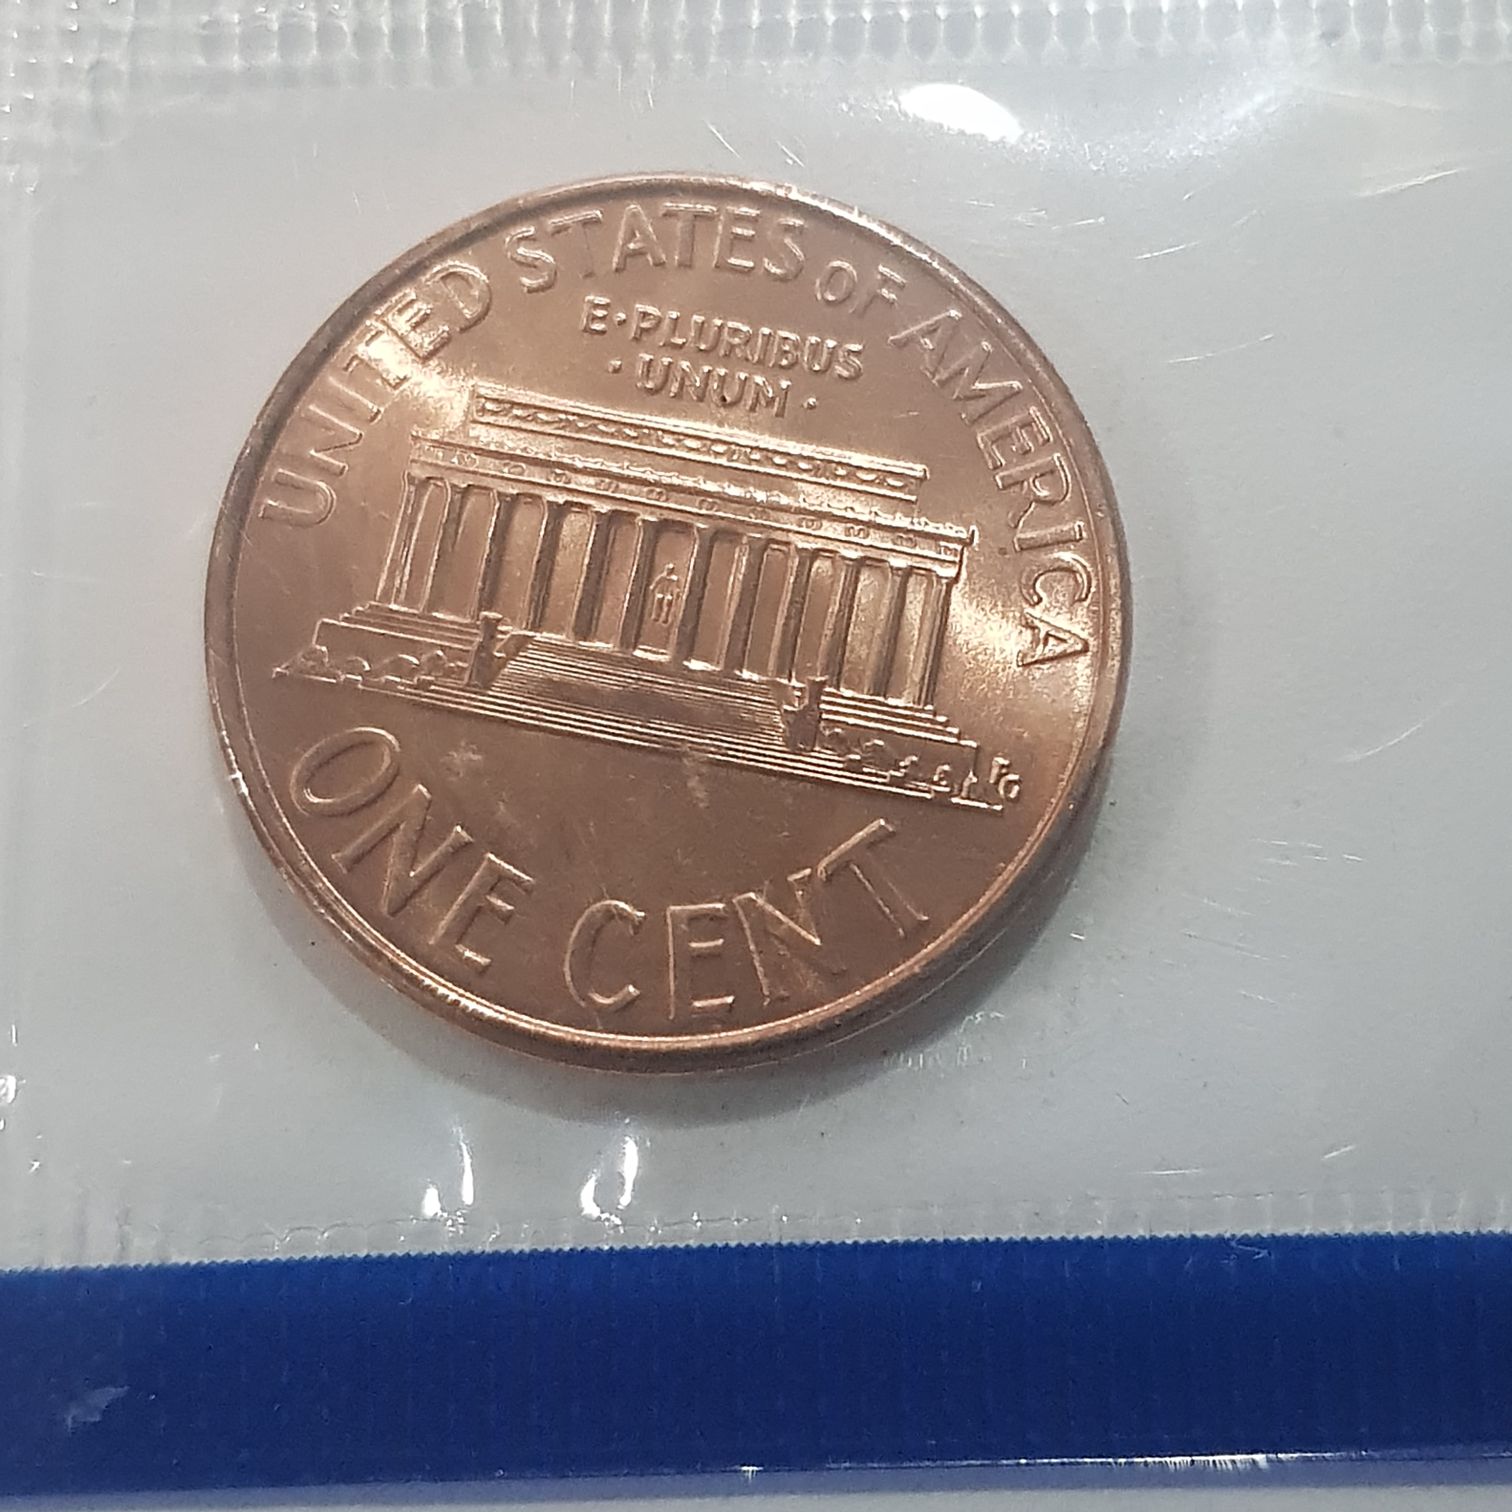 UNITED STATES OF AMERICA
E·PLURIBUS
·UNUM·
FG
ONE CENT